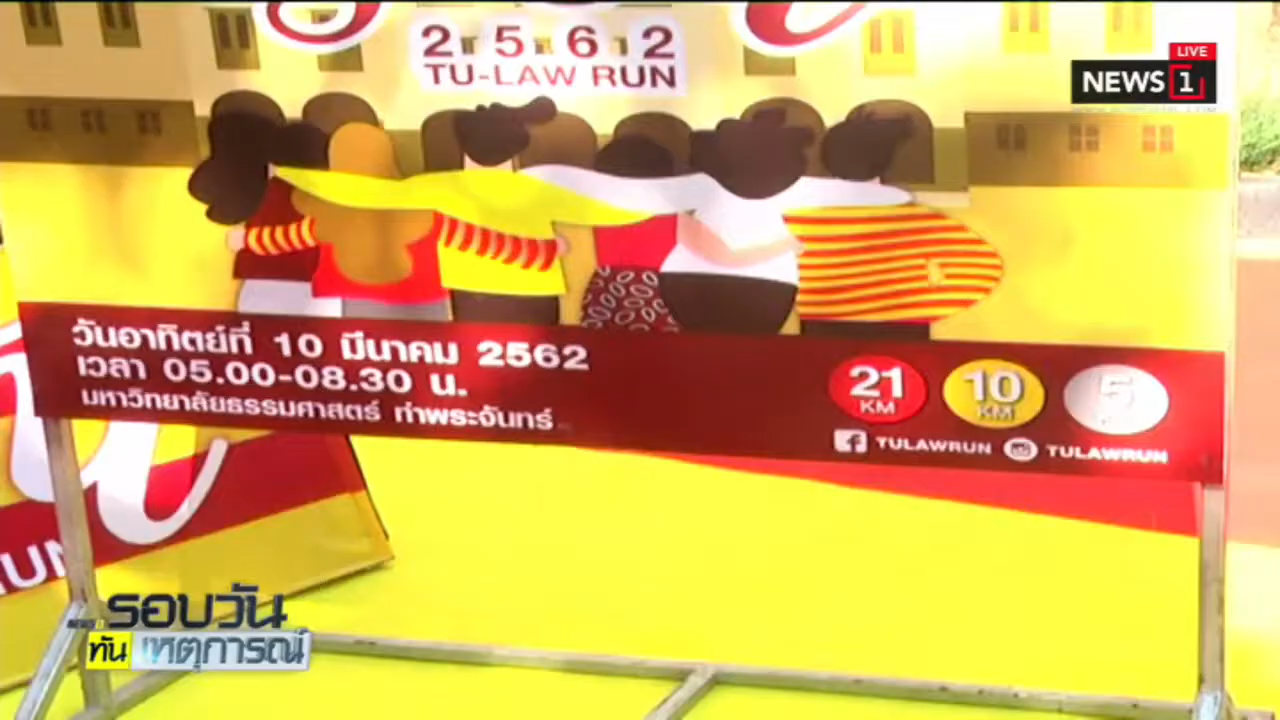 LIVE
NEWS 1
2 5 6 2
TU-LAW RUN
วันอาทิตย์ที่ 10 มีนาคม 2562
เวลา 05.00-08.30 น.
มหาวิทยาลัยธรรมศาสตร์ ท่าพระจันทร์
21 KM
10 KM
5
TULAWRUN
TULAWRUN
รอบวัน
ทัน เหตุการณ์